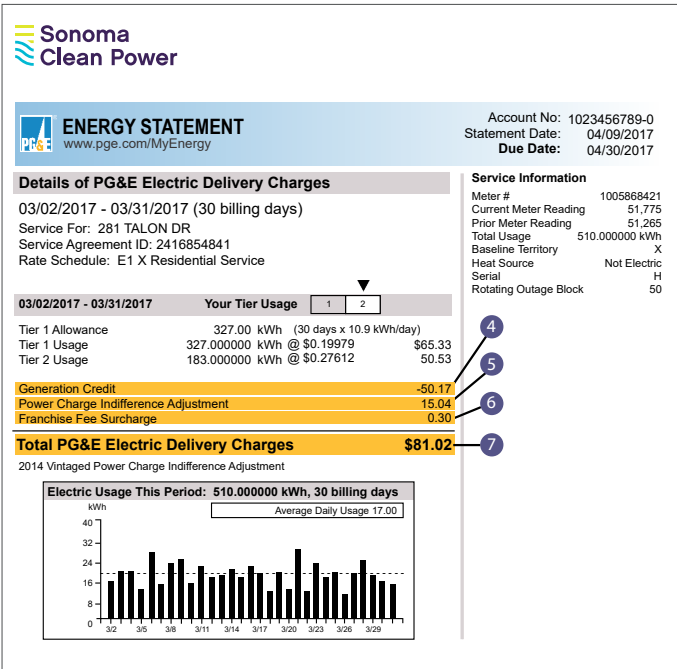 Sonoma
Clean Power
PG&E
ENERGY STATEMENT
www.pge.com/MyEnergy
Account No: 1023456789-0
Statement Date: 04/09/2017
Due Date: 04/30/2017
Details of PG&E Electric Delivery Charges
03/02/2017 - 03/31/2017 (30 billing days)
Service For: 281 TALON DR
Service Agreement ID: 2416854841
Rate Schedule: E1 X Residential Service
03/02/2017 - 03/31/2017 Your Tier Usage 1 2
Tier 1 Allowance 327.00 kWh (30 days x 10.9 kWh/day)
Tier 1 Usage 327.000000 kWh @ $0.19979 $65.33
Tier 2 Usage 183.000000 kWh @ $0.27612 50.53
Generation Credit -50.17
Power Charge Indifference Adjustment 15.04
Franchise Fee Surcharge 0.30
Total PG&E Electric Delivery Charges $81.02
2014 Vintaged Power Charge Indifference Adjustment
Service Information
Meter # 1005868421
Current Meter Reading 51,775
Prior Meter Reading 51,265
Total Usage 510.000000 kWh
Baseline Territory X
Heat Source Not Electric
Serial H
Rotating Outage Block 50
4
5
6
7
Electric Usage This Period: 510.000000 kWh, 30 billing days
kWh
Average Daily Usage 17.00
40
32
24
16
8
0
3/2 3/5 3/8 3/11 3/14 3/17 3/20 3/23 3/26 3/29